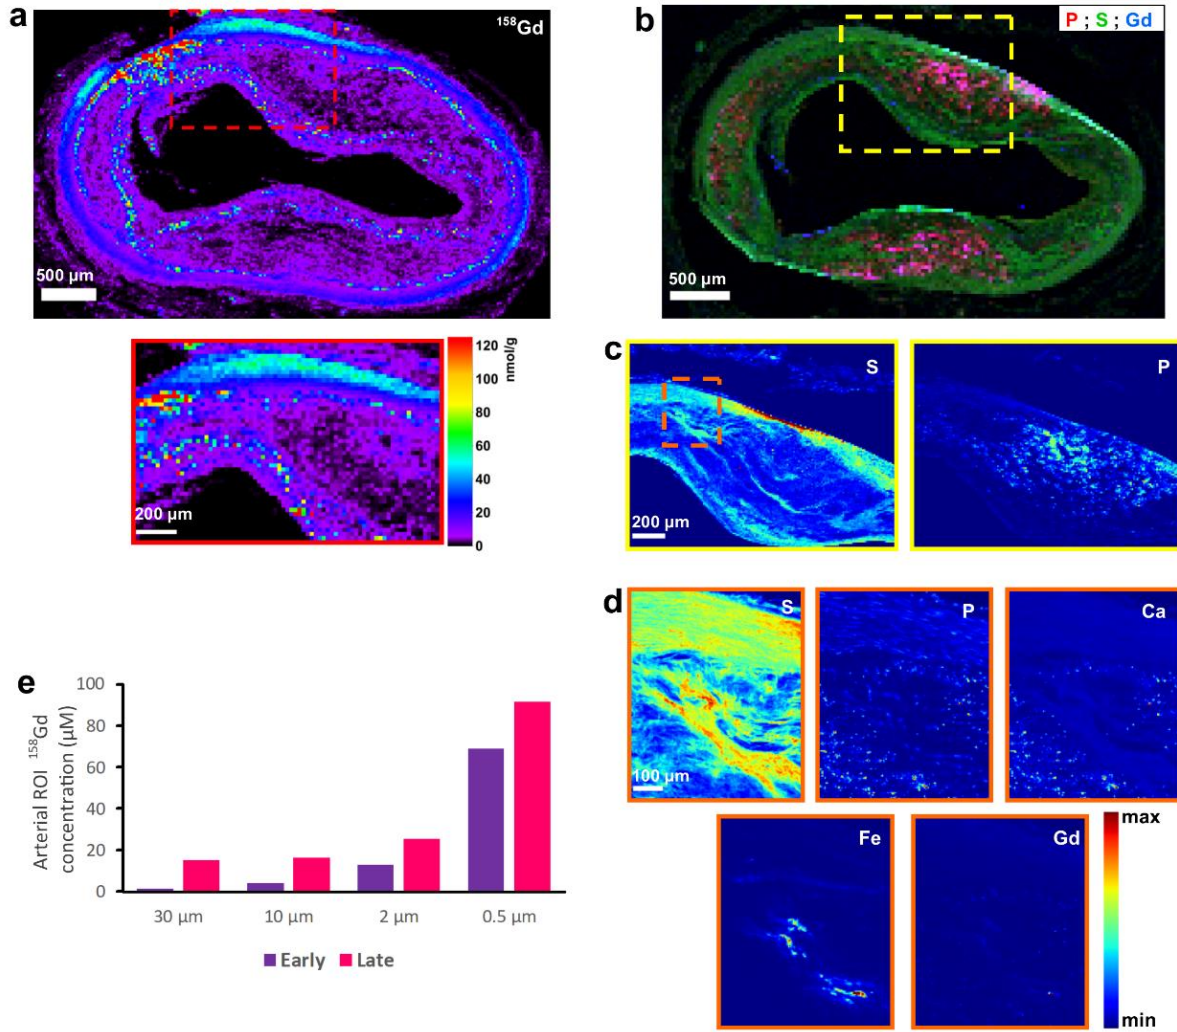 a
¹⁵⁸Gd
500 µm
b
P ; S ; Gd
500 µm
200 µm
120
100
80
60
40
20
0
nmol/g
c
S
200 µm
P
d
S
100 µm
P
Ca
Fe
Gd
max
min
e
Arterial ROI ¹⁵⁸Gd
concentration (µM)
100
80
60
40
20
0
30 µm 10 µm 2 µm 0.5 µm
Early Late